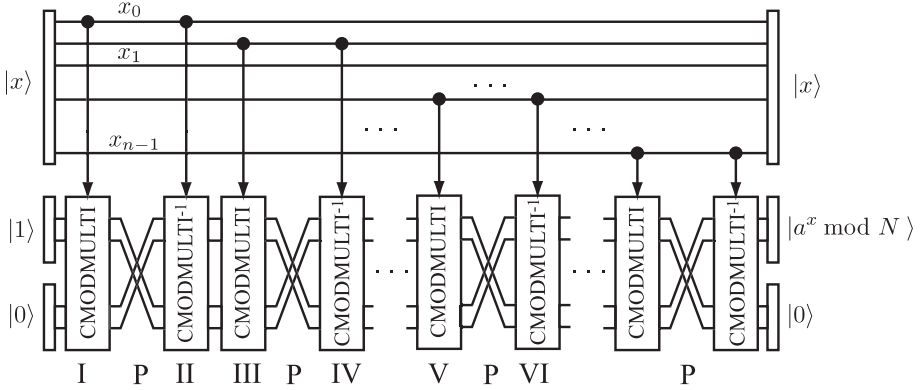 x₀
x₁
|x⟩ . . . |x⟩
. . . . . .
xₙ₋₁
|1⟩ CMODMULTI CMODMULTI⁻¹ CMODMULTI CMODMULTI⁻¹ CMODMULTI CMODMULTI⁻¹ CMODMULTI CMODMULTI⁻¹ |aˣ mod N ⟩
. . . . . .
|0⟩ |0⟩
I P II III P IV V P VI P